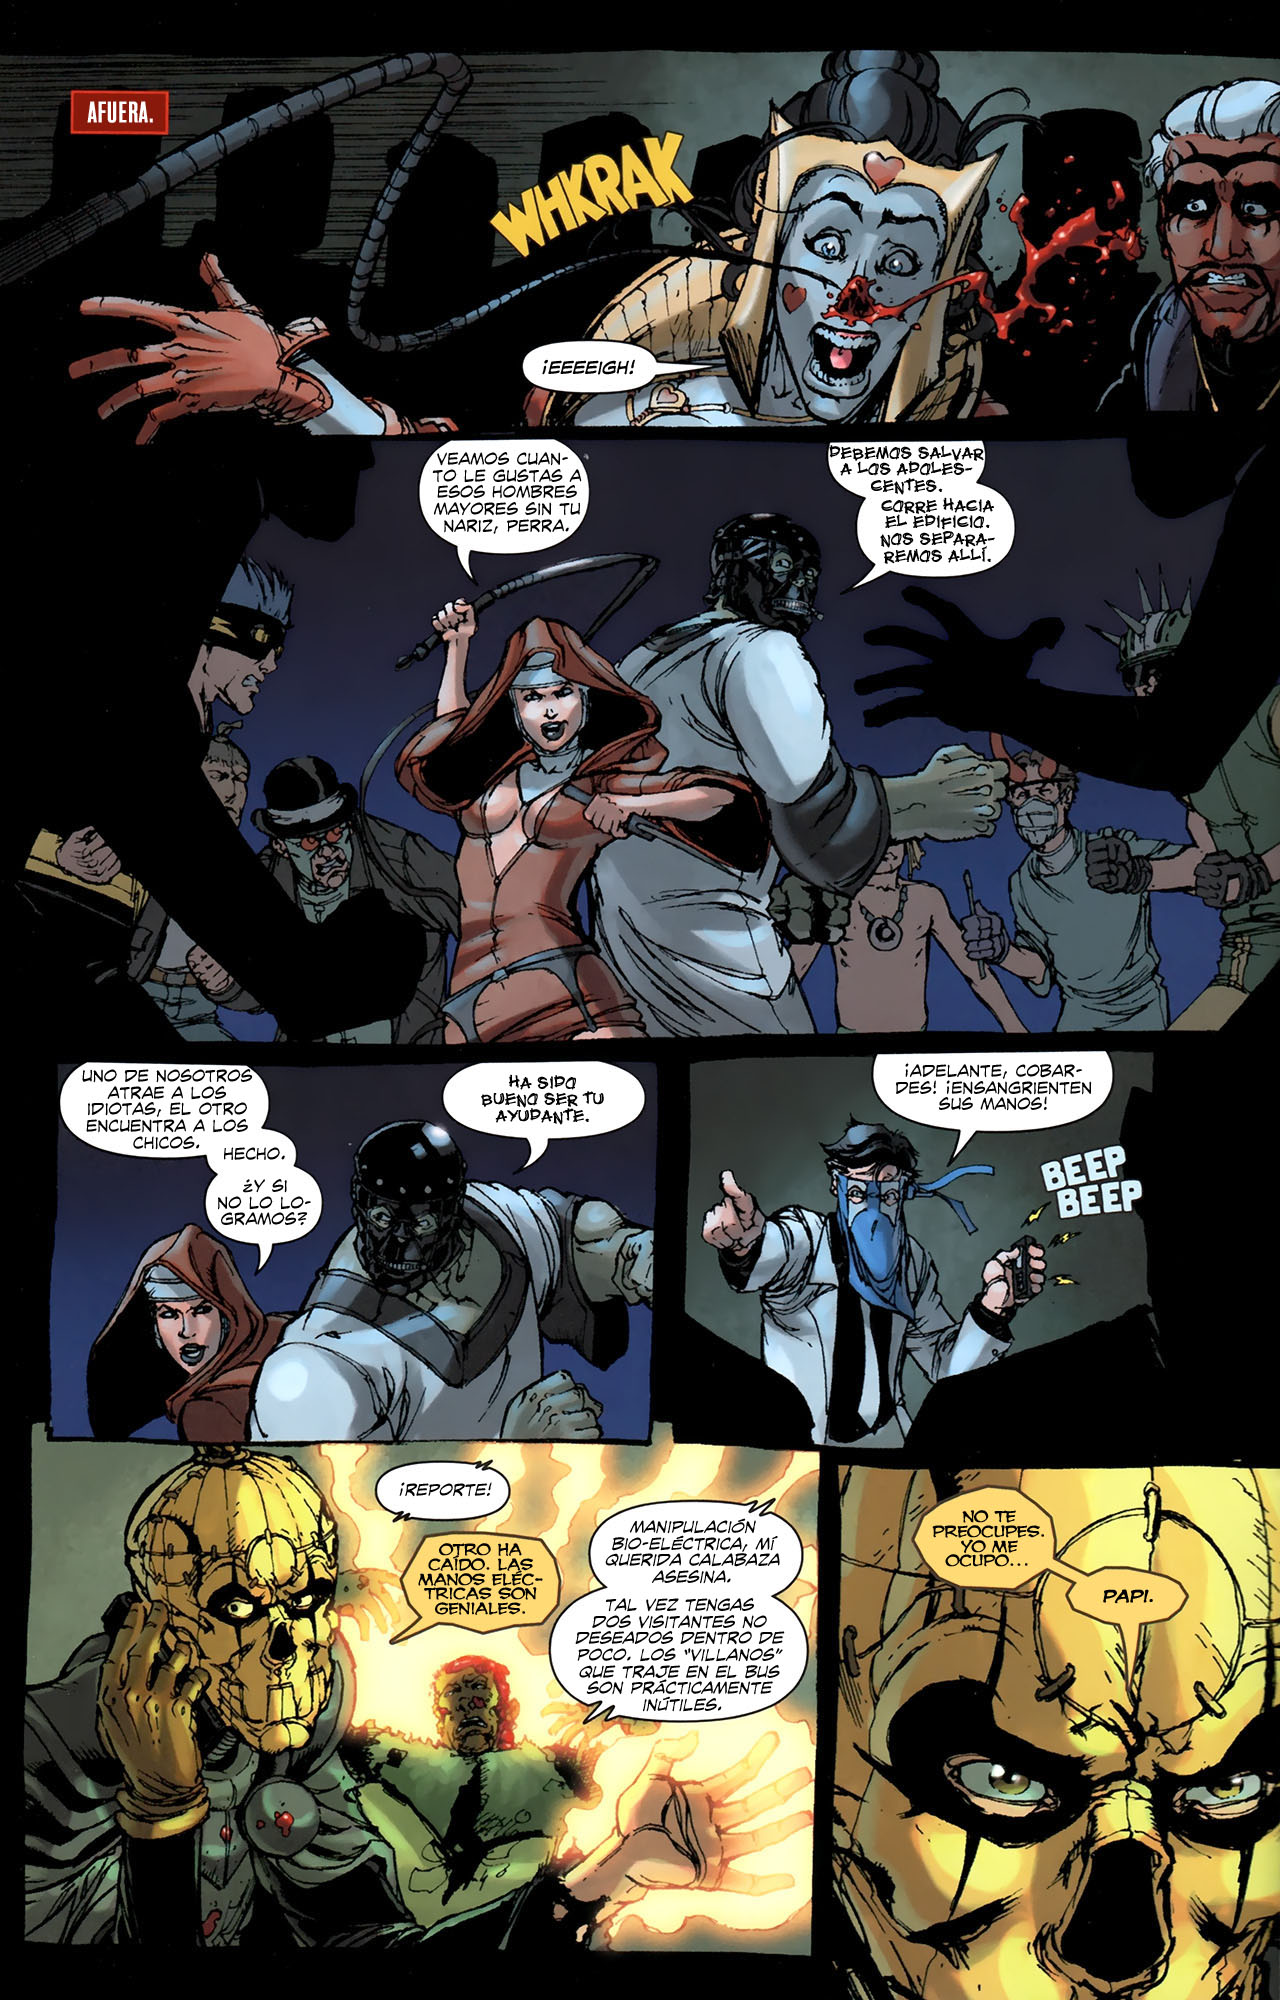 AFUERA.
WHKRAK
¡EEEEIGH!
VEAMOS CUAN-
TO LE GUSTAS A
ESOS HOMBRES
MAYORES SIN TU
NARIZ, PERRA.
DEBEMOS SALVAR
A LOS ADOLES-
CENTES.
CORRE HACIA
EL EDIFICIO.
NOS SEPARA-
REMOS ALLÍ.
UNO DE NOSOTROS
ATRAE A LOS
IDIOTAS, EL OTRO
ENCUENTRA A LOS
CHICOS.
HECHO.
¿Y SI
NO LO LO-
GRAMOS?
HA SIDO
BUENO SER TU
AYUDANTE.
¡ADELANTE, COBAR-
DES! ¡ENSANGRIENTEN
SUS MANOS!
BEEP
BEEP
¡REPORTE!
OTRO HA
CAÍDO. LAS
MANOS ELÉC-
TRICAS SON
GENIALES.
MANIPULACIÓN
BIO-ELÉCTRICA, MÍ
QUERIDA CALABAZA
ASESINA.
TAL VEZ TENGAS
DOS VISITANTES NO
DESEADOS DENTRO DE
POCO. LOS "VILLANOS"
QUE TRAJE EN EL BUS
SON PRÁCTICAMENTE
INÚTILES.
NO TE
PREOCUPES.
YO ME
OCUPO...
PAPI.